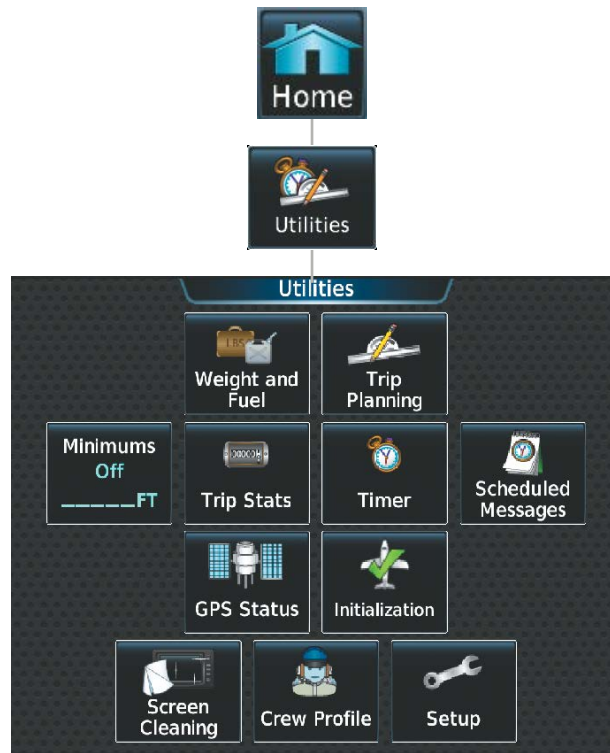 Home
Utilities
Utilities
LBS
Weight and
Fuel
Trip
Planning
Minimums
Off
_____FT
Trip Stats
Timer
Scheduled
Messages
GPS Status
Initialization
Screen
Cleaning
Crew Profile
Setup